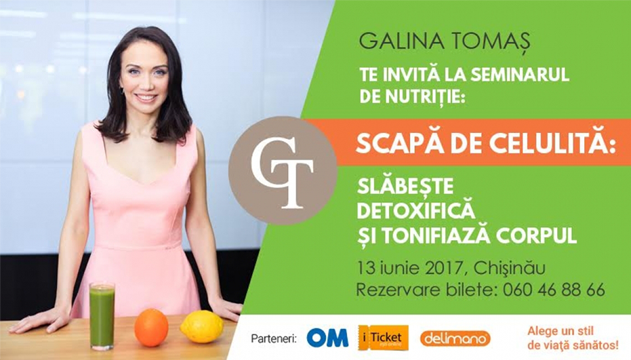 GALINA TOMAȘ
TE INVITĂ LA SEMINARUL
DE NUTRIȚIE:
SCAPĂ DE CELULITĂ:
SLĂBEȘTE
DETOXIFICĂ
ȘI TONIFIAZĂ CORPUL
13 iunie 2017, Chișinău
Rezervare bilete: 060 46 88 66
GT
Parteneri:
OM
i Ticket
delimano
Alege un stil
de viață sănătos!